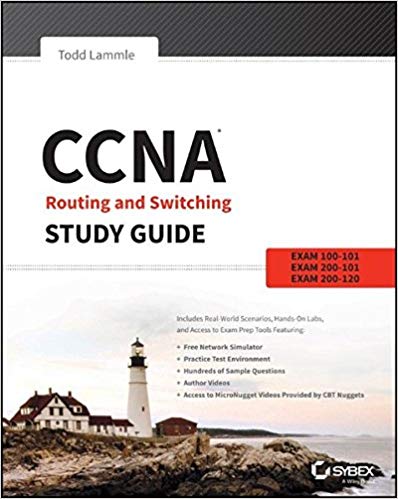 Todd Lammle
CCNA®
Routing and Switching
STUDY GUIDE
EXAM 100-101
EXAM 200-101
EXAM 200-120
Includes Real-World Scenarios, Hands-On Labs,
and Access to Exam Prep Tools Featuring:
• Free Network Simulator
• Practice Test Environment
• Hundreds of Sample Questions
• Author Videos
• Access to MicroNugget Videos Provided by CBT Nuggets
SYBEX
A Wiley Brand